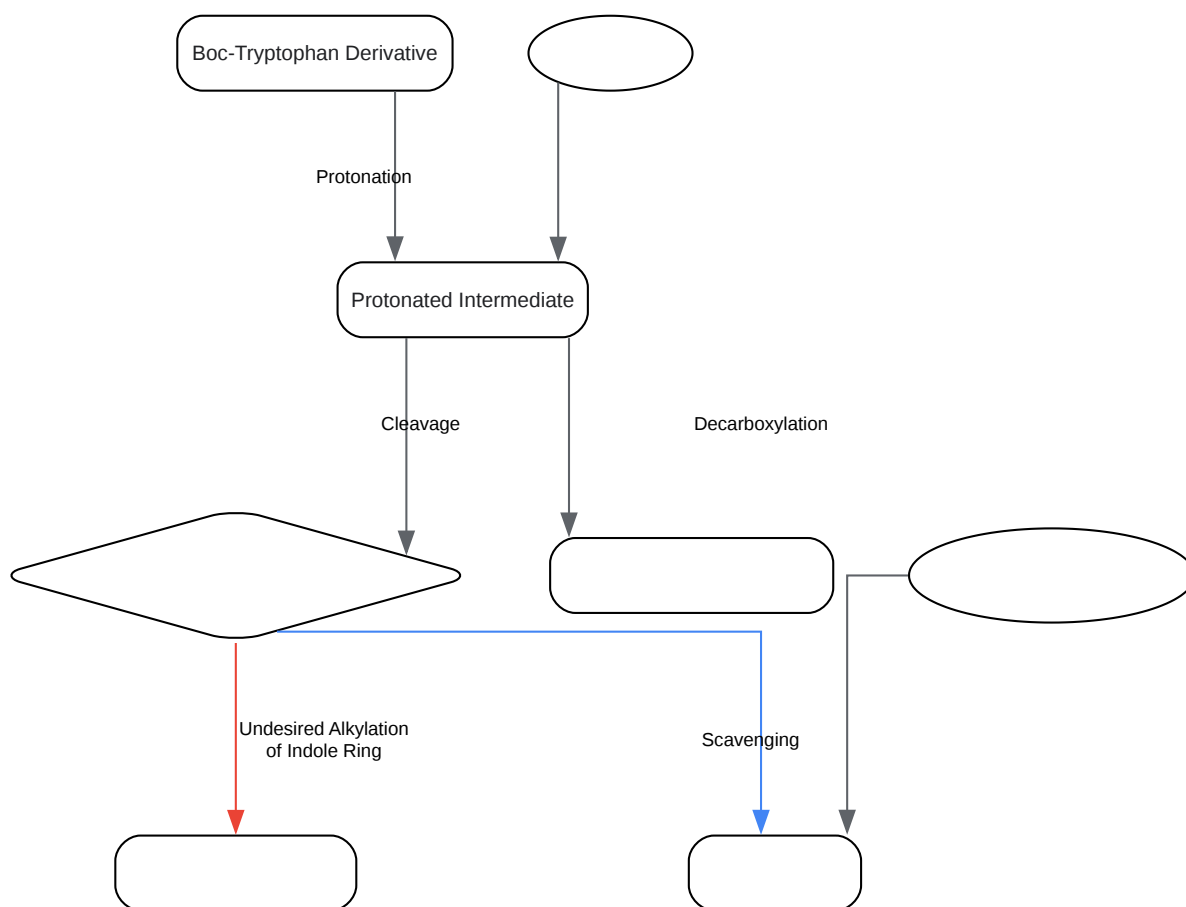 Boc-Tryptophan Derivative
Protonation
Protonated Intermediate
Cleavage
Decarboxylation
Undesired Alkylation
of Indole Ring
Scavenging